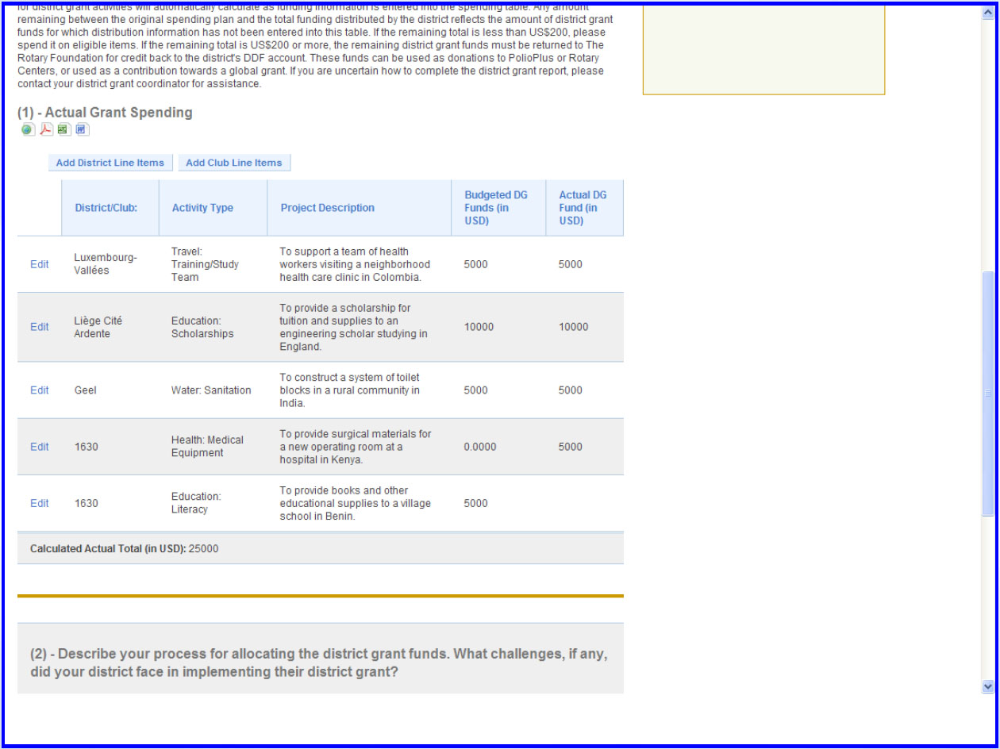 for district grant activities will automatically calculate as funding information is entered into the spending table. Any amount
remaining between the original spending plan and the total funding distributed by the district reflects the amount of district grant
funds for which distribution information has not been entered into this table. If the remaining total is less than US$200, please
spend it on eligible items. If the remaining total is US$200 or more, the remaining district grant funds must be returned to The
Rotary Foundation for credit back to the district's DDF account. These funds can be used as donations to PolioPlus or Rotary
Centers, or used as a contribution towards a global grant. If you are uncertain how to complete the district grant report, please
contact your district grant coordinator for assistance.
(1) - Actual Grant Spending
Add District Line Items Add Club Line Items
District/Club: Activity Type Project Description Budgeted DG Funds (in USD) Actual DG Fund (in USD)
Edit Luxembourg-Vallées Travel: Training/Study Team To support a team of health workers visiting a neighborhood health care clinic in Colombia. 5000 5000
Edit Liège Cité Ardente Education: Scholarships To provide a scholarship for tuition and supplies to an engineering scholar studying in England. 10000 10000
Edit Geel Water: Sanitation To construct a system of toilet blocks in a rural community in India. 5000 5000
Edit 1630 Health: Medical Equipment To provide surgical materials for a new operating room at a hospital in Kenya. 0.0000 5000
Edit 1630 Education: Literacy To provide books and other educational supplies to a village school in Benin. 5000
Calculated Actual Total (in USD): 25000
(2) - Describe your process for allocating the district grant funds. What challenges, if any,
did your district face in implementing their district grant?